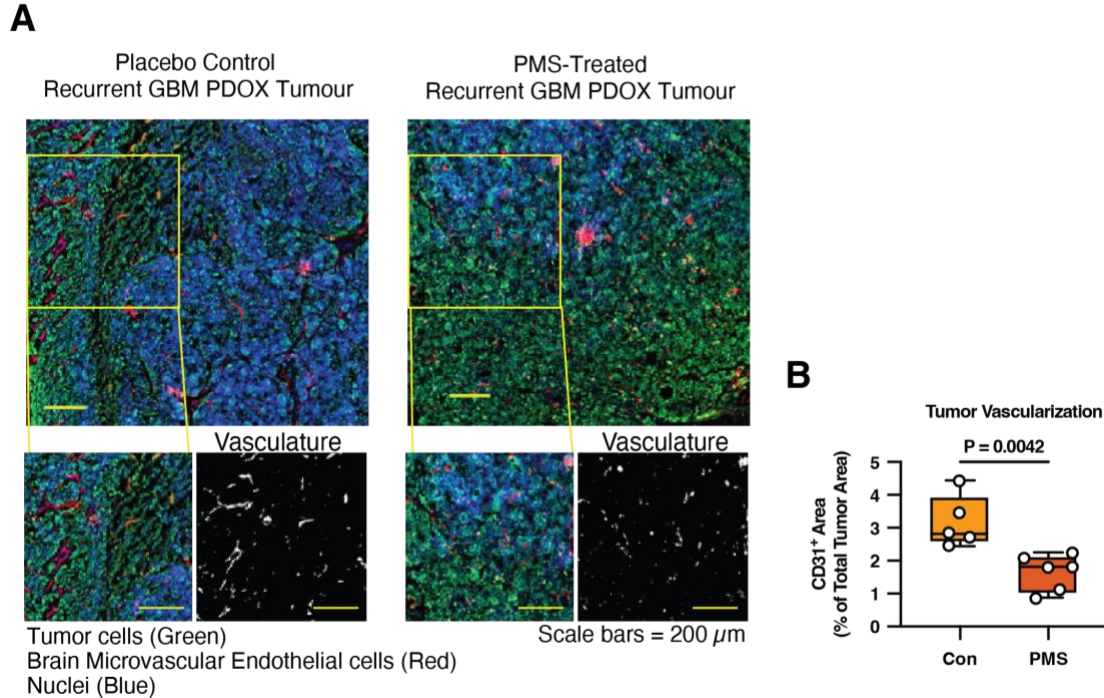 A
Placebo Control
Recurrent GBM PDOX Tumour
PMS-Treated
Recurrent GBM PDOX Tumour
Vasculature
Vasculature
Tumor cells (Green)
Brain Microvascular Endothelial cells (Red)
Nuclei (Blue)
Scale bars = 200 µm
B
Tumor Vascularization
P = 0.0042
CD31⁺ Area
(% of Total Tumor Area)
5
4
3
2
1
0
Con
PMS